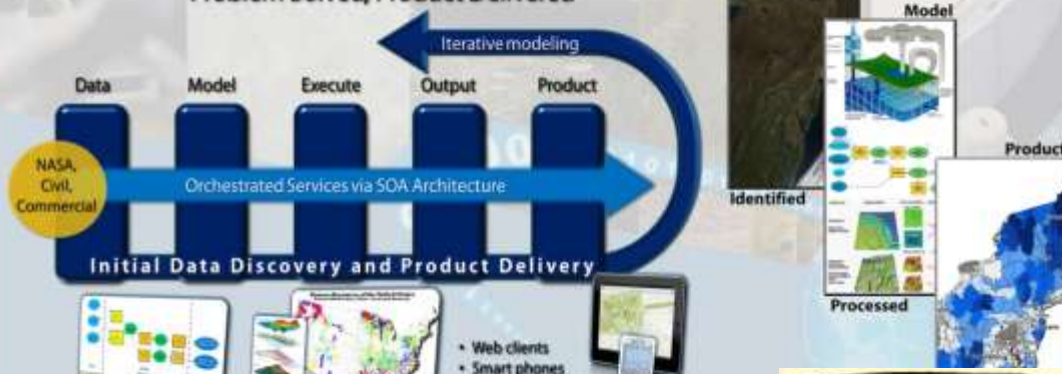 Problem Solved, Product Delivered
Iterative modeling
Data
Model
Execute
Output
Product
NASA,
Civil,
Commercial
Orchestrated Services via SOA Architecture
Initial Data Discovery and Product Delivery
• Web clients
• Smart phones
Model
Identified
Product
Processed